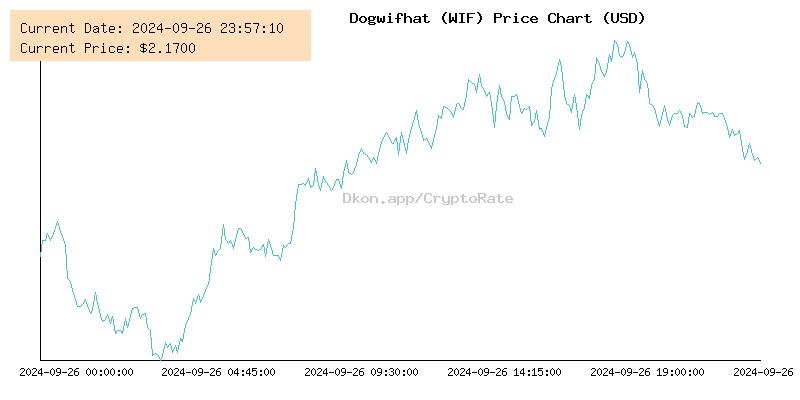 Dogwifhat (WIF) Price Chart (USD)
Current Date: 2024-09-26 23:57:10
Current Price: $2.1700
Dkon.app/CryptoRate
2024-09-26 00:00:00 2024-09-26 04:45:00 2024-09-26 09:30:00 2024-09-26 14:15:00 2024-09-26 19:00:00 2024-09-26